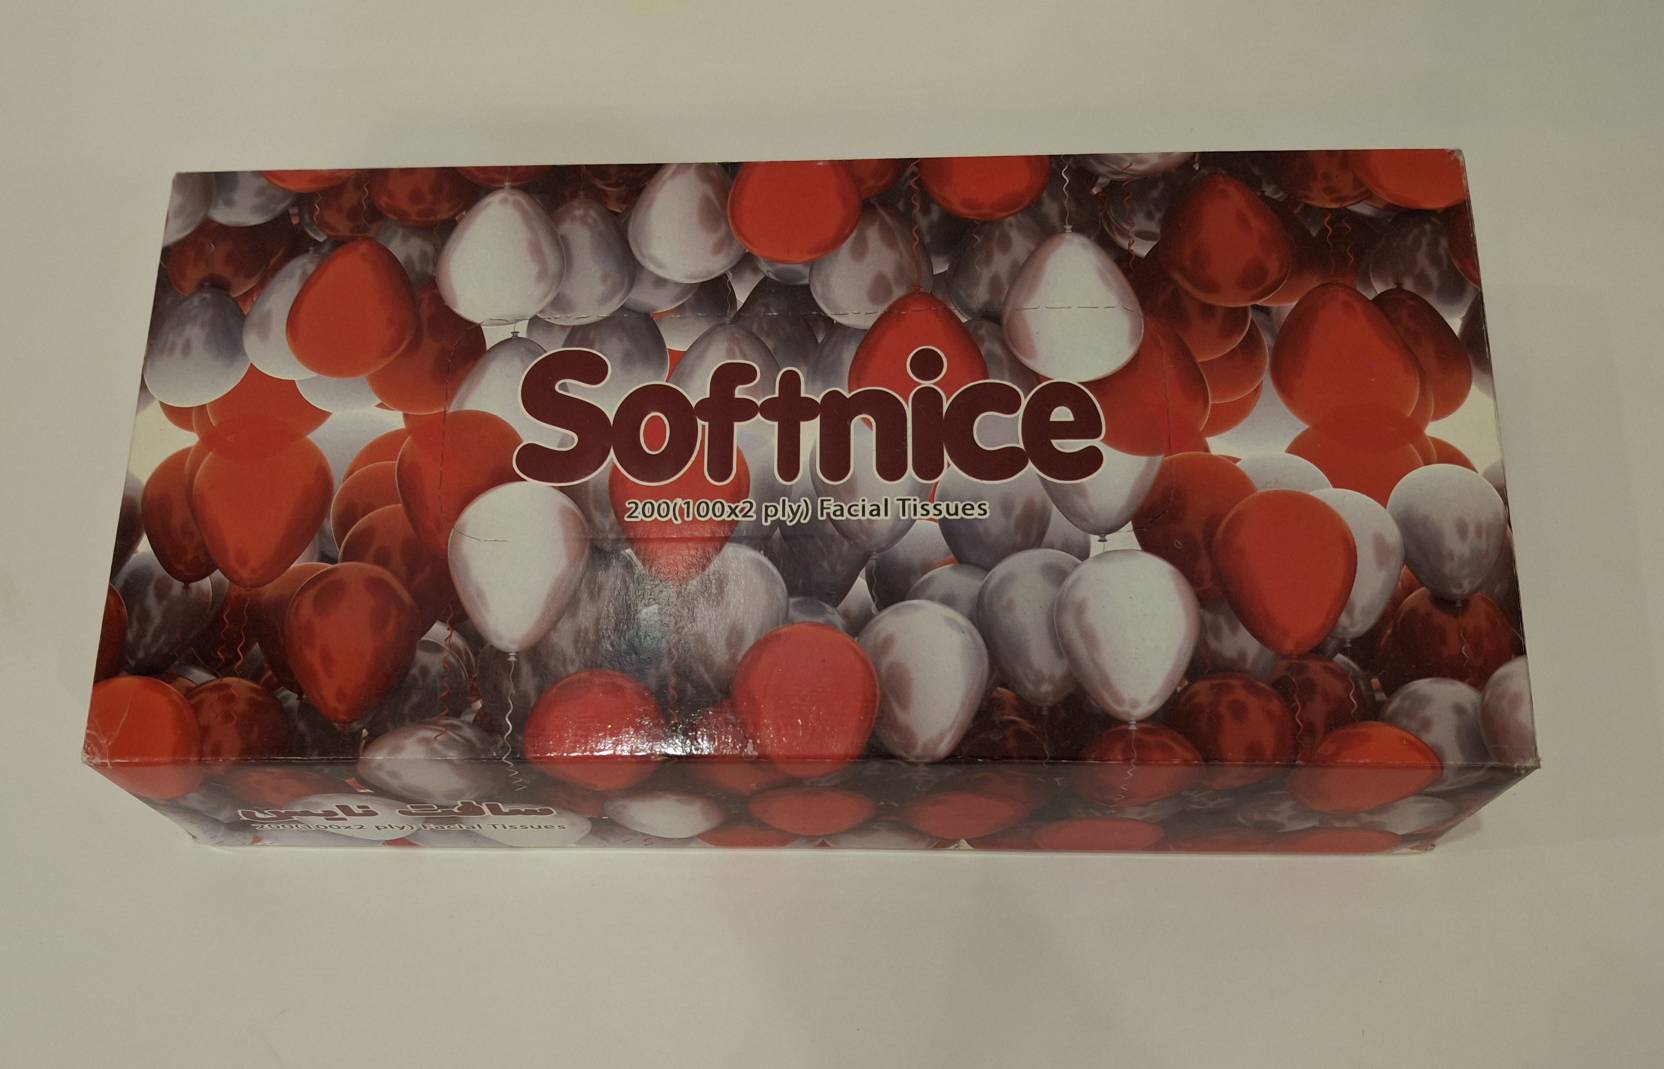 Softnice
200(100x2 ply) Facial Tissues
سافت نایس
200(100x2 ply) Facial Tissues